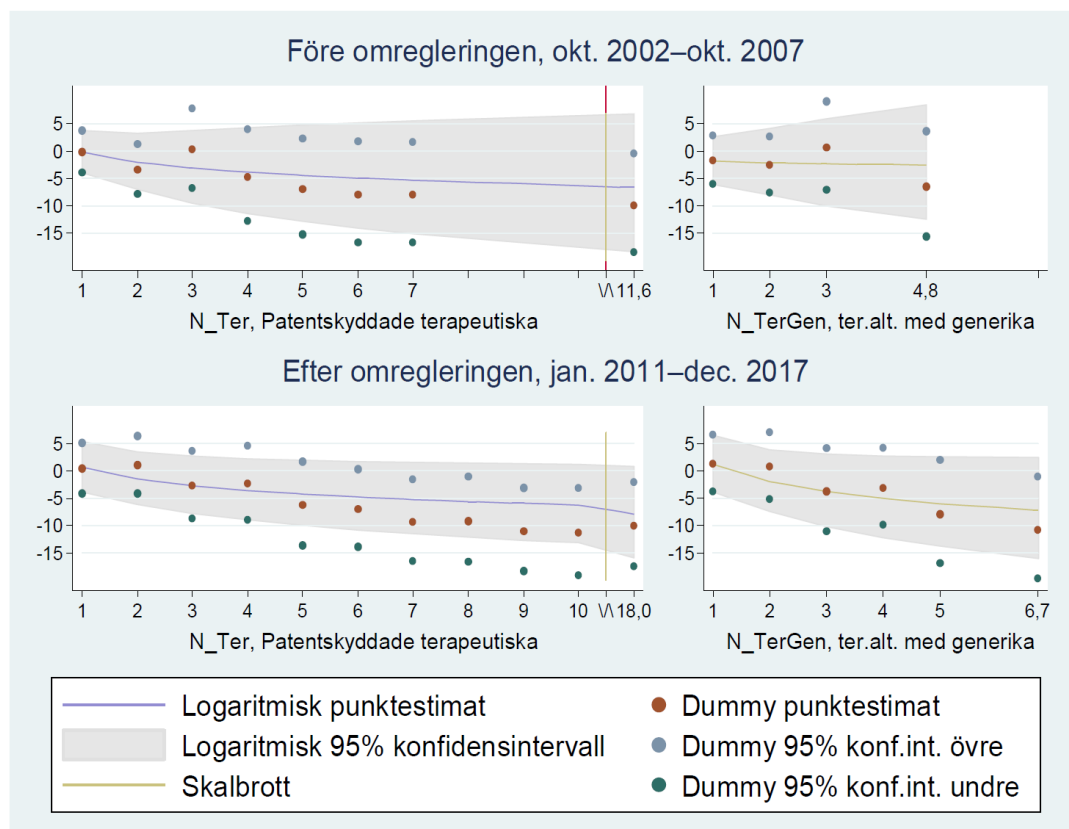 Före omregleringen, okt. 2002–okt. 2007
5
0
-5
-10
-15
1 2 3 4 5 6 7 \/\ 11,6
N_Ter, Patentskyddade terapeutiska
5
0
-5
-10
-15
1 2 3 4,8
N_TerGen, ter.alt. med generika
Efter omregleringen, jan. 2011–dec. 2017
5
0
-5
-10
-15
1 2 3 4 5 6 7 8 9 10 \/\ 18,0
N_Ter, Patentskyddade terapeutiska
5
0
-5
-10
-15
1 2 3 4 5 6,7
N_TerGen, ter.alt. med generika
Logaritmisk punktestimat
Logaritmisk 95% konfidensintervall
Skalbrott
Dummy punktestimat
Dummy 95% konf.int. övre
Dummy 95% konf.int. undre